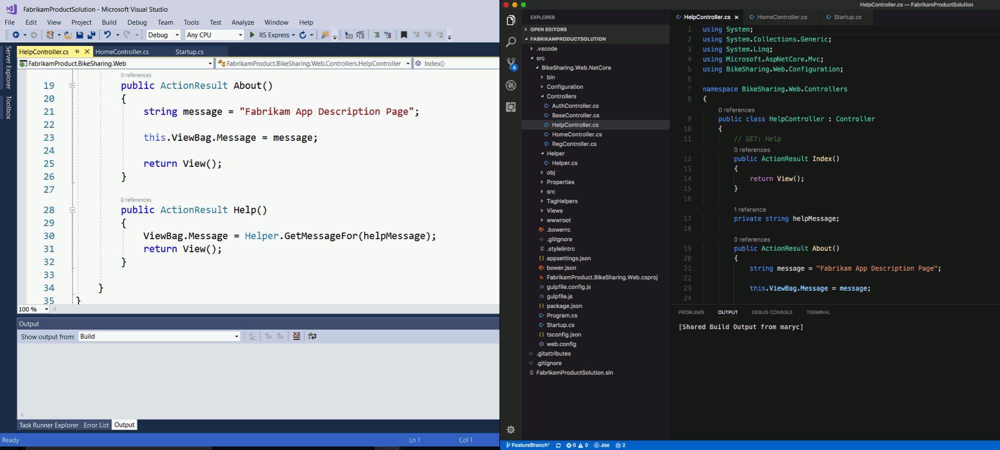 FabrikamProductSolution - Microsoft Visual Studio
File Edit View Project Build Debug Team Tools Test Analyze Window Help
Debug Any CPU IIS Express
Server Explorer
Toolbox
HelpController.cs HomeController.cs Startup.cs
FabrikamProduct.BikeSharing.Web FabrikamProduct.BikeSharing.Web.Controllers.HelpController Index()
0 references
19 public ActionResult About()
20 {
21 string message = "Fabrikam App Description Page";
22
23 this.ViewBag.Message = message;
24
25 return View();
26 }
27
0 references
28 public ActionResult Help()
29 {
30 ViewBag.Message = Helper.GetMessageFor(helpMessage);
31 return View();
32 }
33
34 }
35 }
100 %
Output
Show output from: Build
Task Runner Explorer Error List Output
Ready Ln 1 Col 1
HelpController.cs — FabrikamProductSolution
4
EXPLORER
OPEN EDITORS
FABRIKAMPRODUCTSOLUTION
.vscode
src
BikeSharing.Web.NetCore
bin
Configuration
Controllers
C# AuthController.cs
C# BaseController.cs
C# HelpController.cs
C# HomeController.cs
C# RegController.cs
Helper
C# Helper.cs
obj
Properties
src
TagHelpers
Views
wwwroot
.bowerrc
.gitignore
.stylelintrc
{} appsettings.json
bower.json
FabrikamProduct.BikeSharing.Web.csproj
JS gulpfile.config.js
JS gulpfile.js
{} package.json
C# Program.cs
C# Startup.cs
{} tsconfig.json
web.config
.gitattributes
.gitignore
FabrikamProductSolution.sln
C# HelpController.cs C# HomeController.cs C# Startup.cs
1 using System;
2 using System.Collections.Generic;
3 using System.Linq;
4 using Microsoft.AspNetCore.Mvc;
5 using BikeSharing.Web.Configuration;
6
7 namespace BikeSharing.Web.Controllers
8 {
0 references
9 public class HelpController : Controller
10 {
11 // GET: Help
0 references
12 public ActionResult Index()
13 {
14 return View();
15 }
16
1 reference
17 private string helpMessage;
18
0 references
19 public ActionResult About()
20 {
21 string message = "Fabrikam App Description Page";
22
23 this.ViewBag.Message = message;
24
PROBLEMS OUTPUT DEBUG CONSOLE TERMINAL
[Shared Build Output from maryc]
FeatureBranch* 0 0 Joe 2